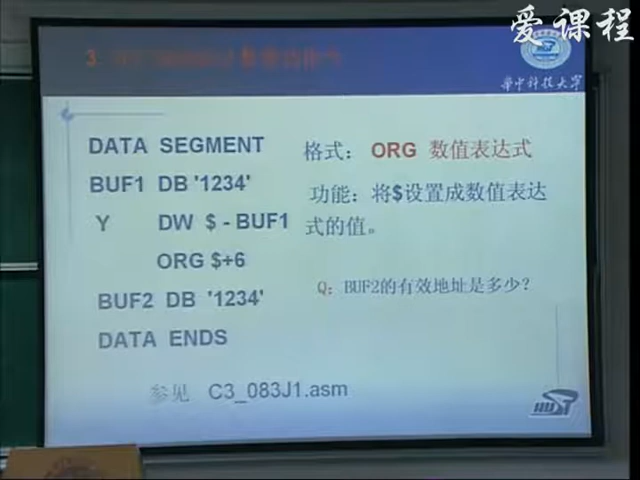 爱课程
华中科技大学
DATA SEGMENT
BUF1 DB '1234'
Y DW $ - BUF1
ORG $+6
BUF2 DB '1234'
DATA ENDS
格式： ORG 数值表达式
功能：将$设置成数值表达
式的值。
Q：BUF2的有效地址是多少?
参见 C3_083J1.asm
HUST